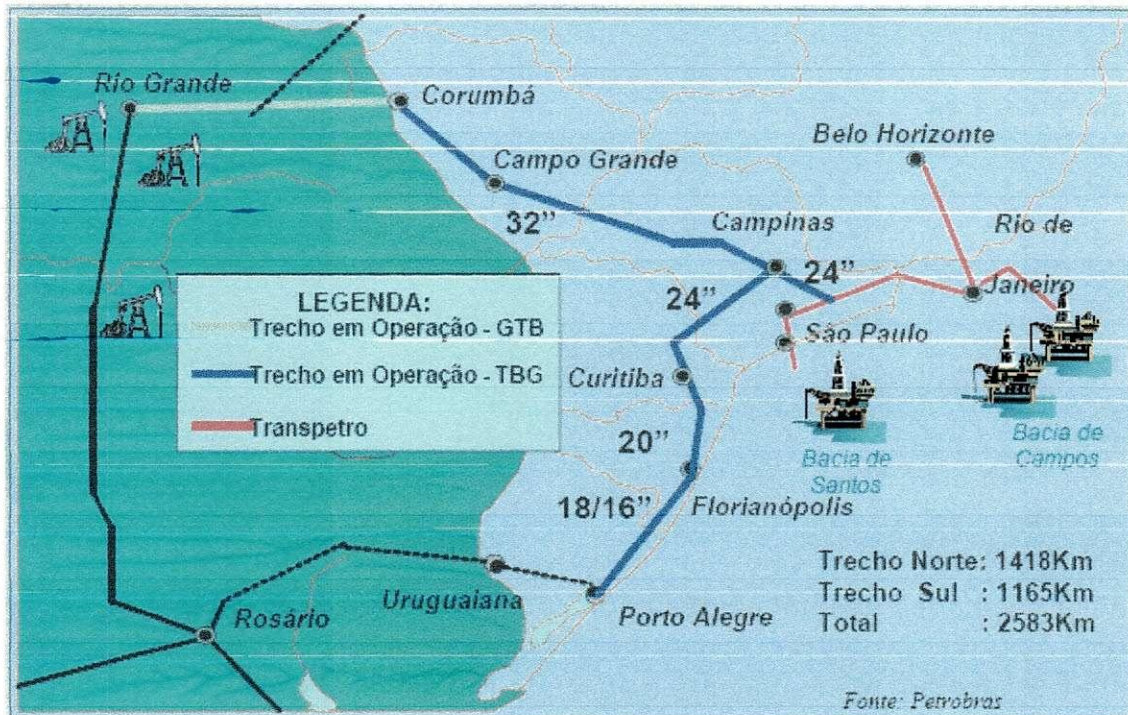 Rio Grande
Corumbá
Belo Horizonte
Campo Grande
32”
Campinas
Rio de
Janeiro
24”
24”
LEGENDA:
Trecho em Operação - GTB
Trecho em Operação - TBG
Transpetro
São Paulo
Curitiba
20”
Bacia de
Santos
Bacia de
Campos
18/16”
Florianópolis
Uruguaiana
Rosário
Porto Alegre
Trecho Norte: 1418Km
Trecho Sul : 1165Km
Total : 2583Km
Fonte: Petrobras